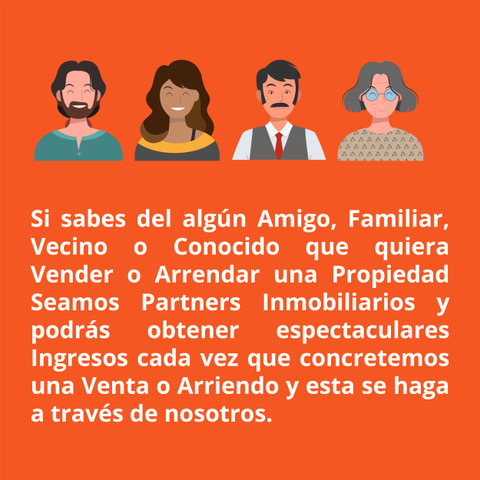 Si sabes del algún Amigo, Familiar,
Vecino o Conocido que quiera
Vender o Arrendar una Propiedad
Seamos Partners Inmobiliarios y
podrás obtener espectaculares
Ingresos cada vez que concretemos
una Venta o Arriendo y esta se haga
a través de nosotros.